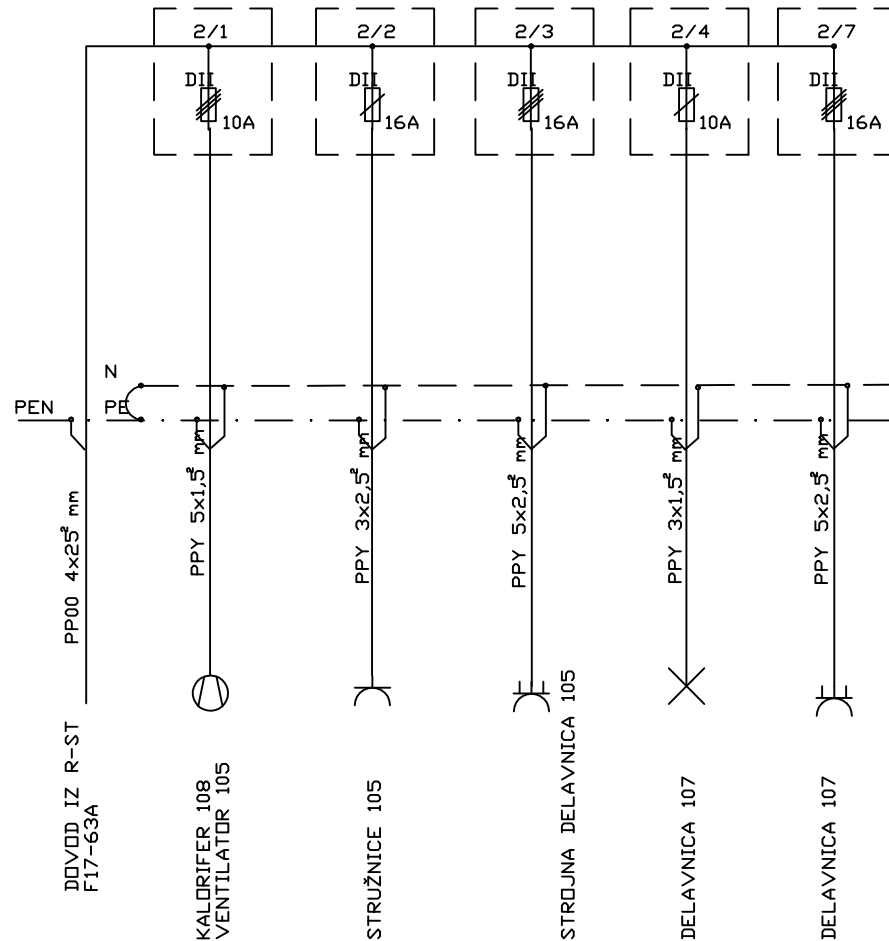 2/1
2/2
2/3
2/4
2/7
DII
DII
DII
DII
DII
10A
16A
16A
10A
16A
N
PEN
PE
PP00 4x25² mm
PPY 5x1,5² mm
PPY 3x2,5² mm
PPY 5x2,5² mm
PPY 3x1,5² mm
PPY 5x2,5² mm
DOVOD IZ R-ST
F17-63A
KALORIFER 108
VENTILATOR 105
STRUŽNICE 105
STROJNA DELAVNICA 105
DELAVNICA 107
DELAVNICA 107